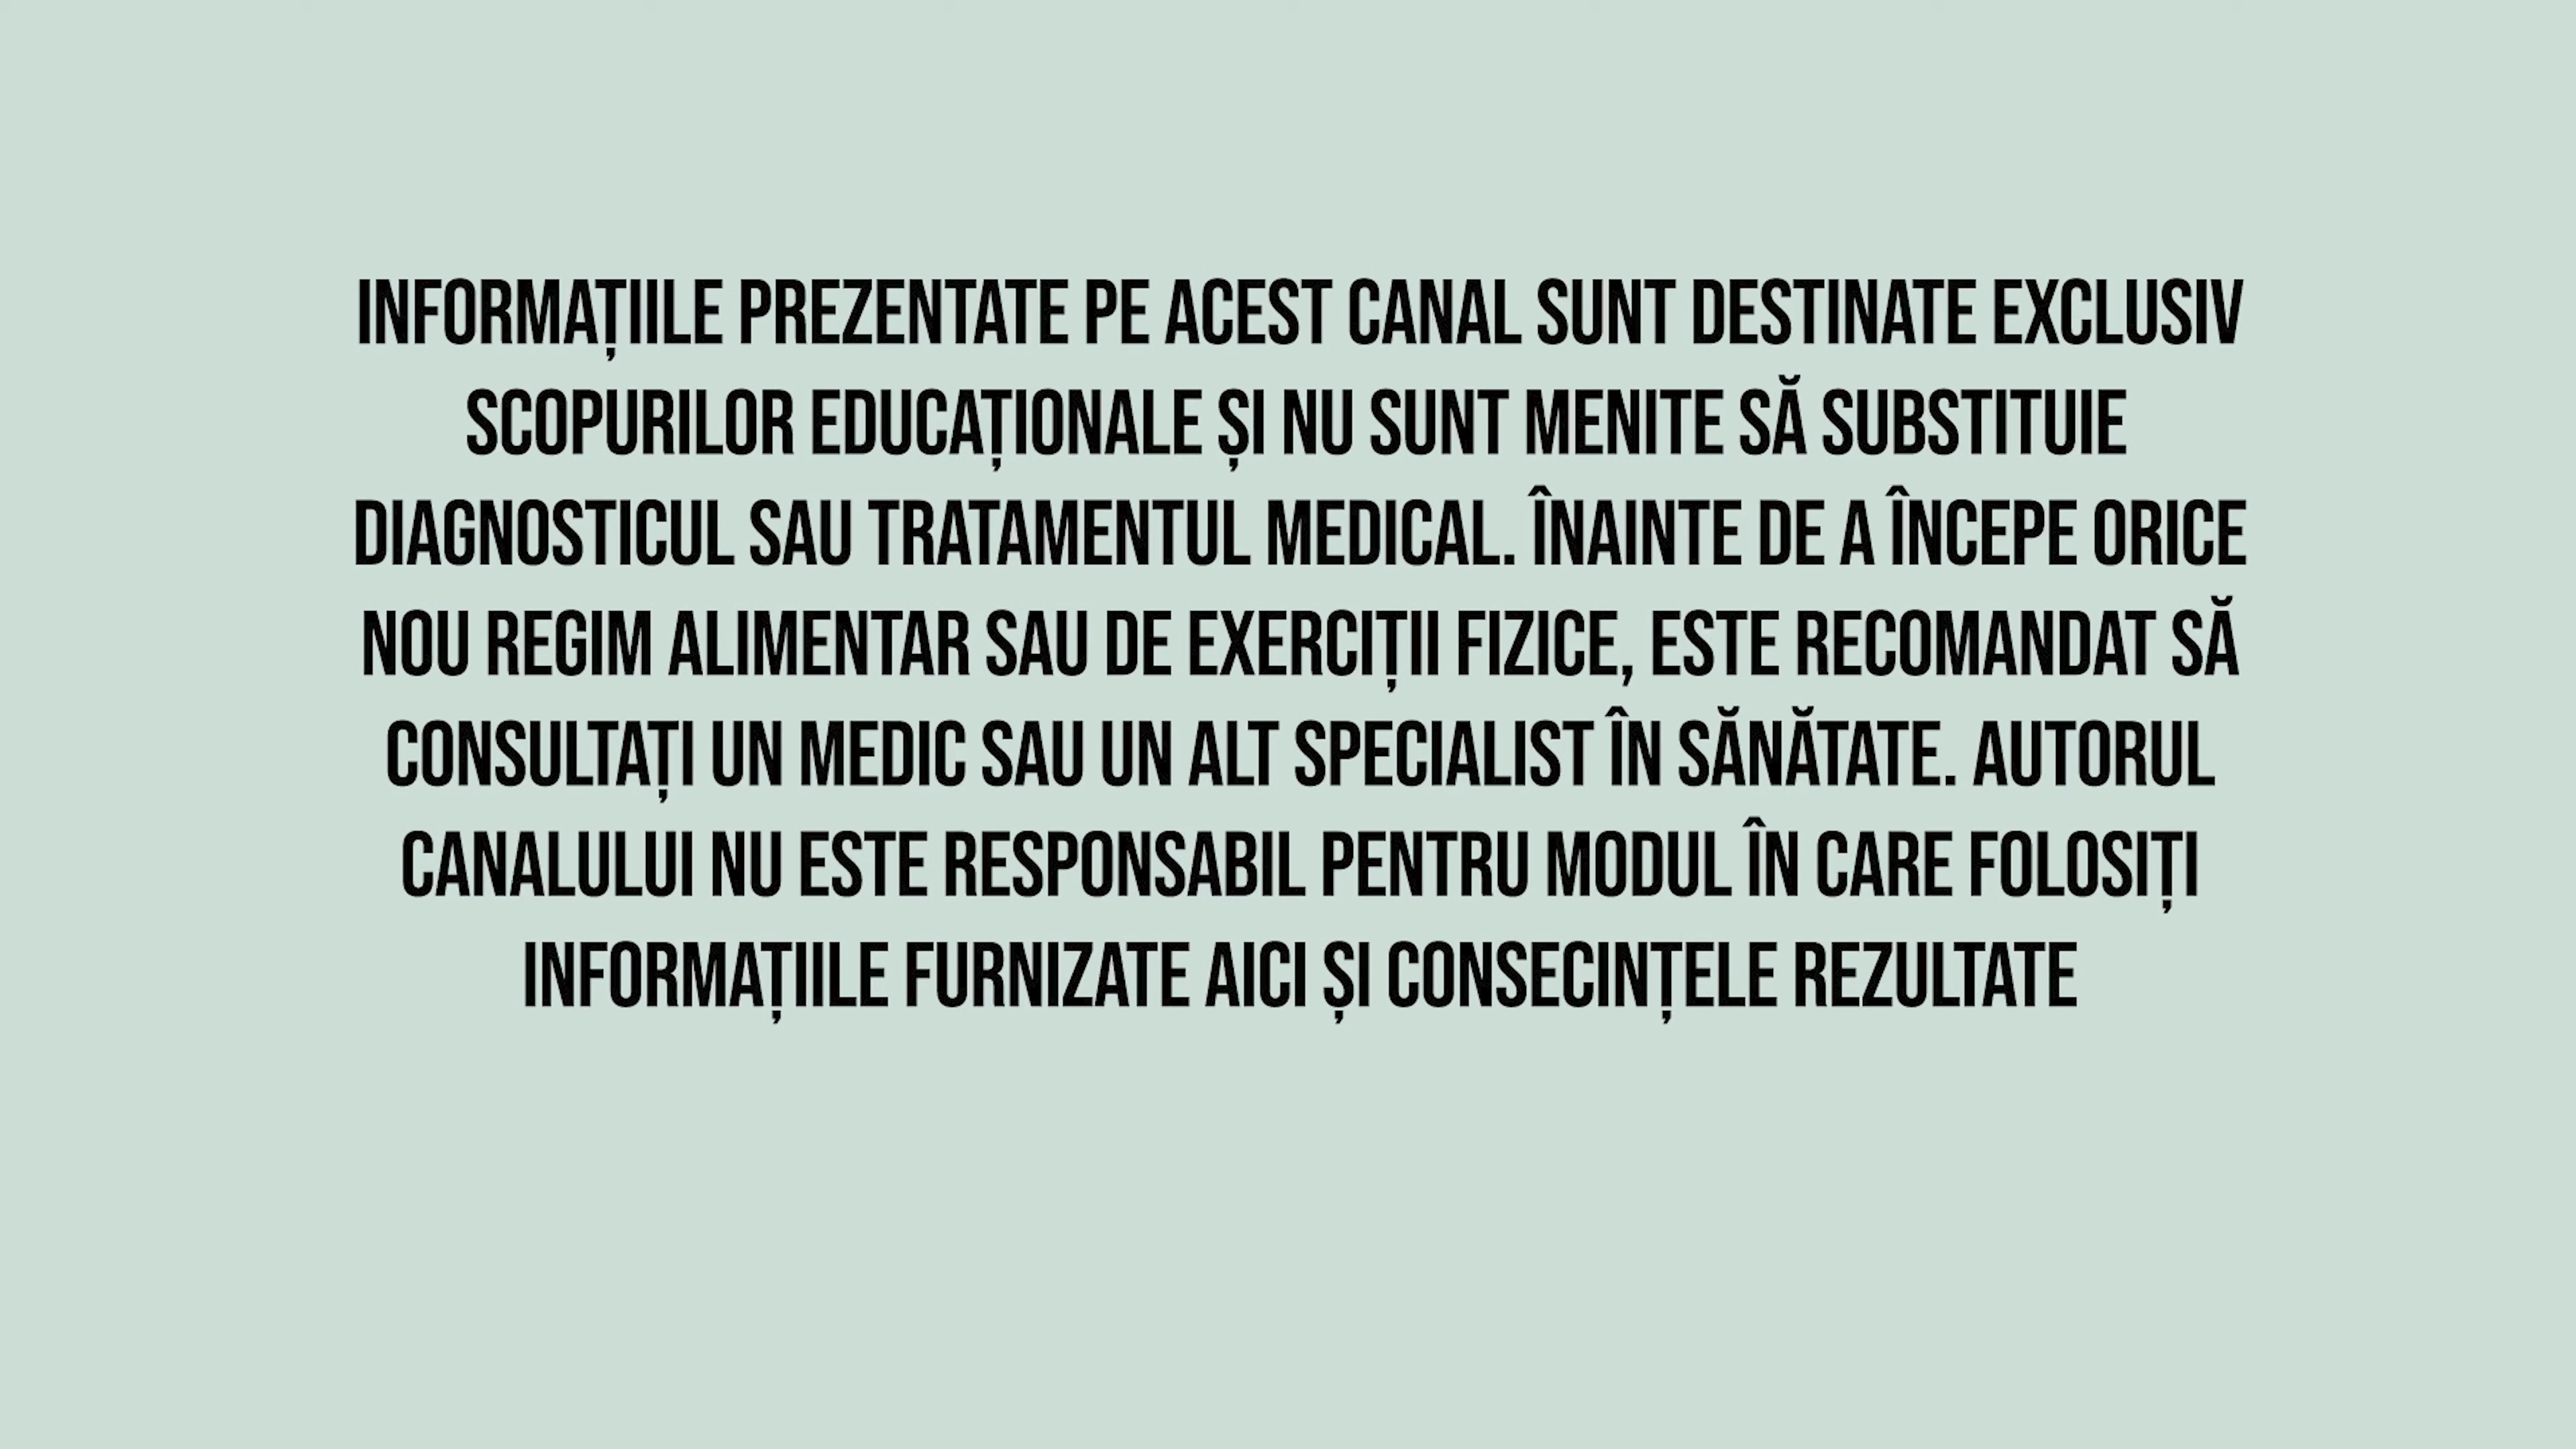 INFORMAȚIILE PREZENTATE PE ACEST CANAL SUNT DESTINATE EXCLUSIV
SCOPURILOR EDUCAȚIONALE ȘI NU SUNT MENITE SĂ SUBSTITUIE
DIAGNOSTICUL SAU TRATAMENTUL MEDICAL. ÎNAINTE DE A ÎNCEPE ORICE
NOU REGIM ALIMENTAR SAU DE EXERCIȚII FIZICE, ESTE RECOMANDAT SĂ
CONSULTAȚI UN MEDIC SAU UN ALT SPECIALIST ÎN SĂNĂTATE. AUTORUL
CANALULUI NU ESTE RESPONSABIL PENTRU MODUL ÎN CARE FOLOSIȚI
INFORMAȚIILE FURNIZATE AICI ȘI CONSECINȚELE REZULTATE